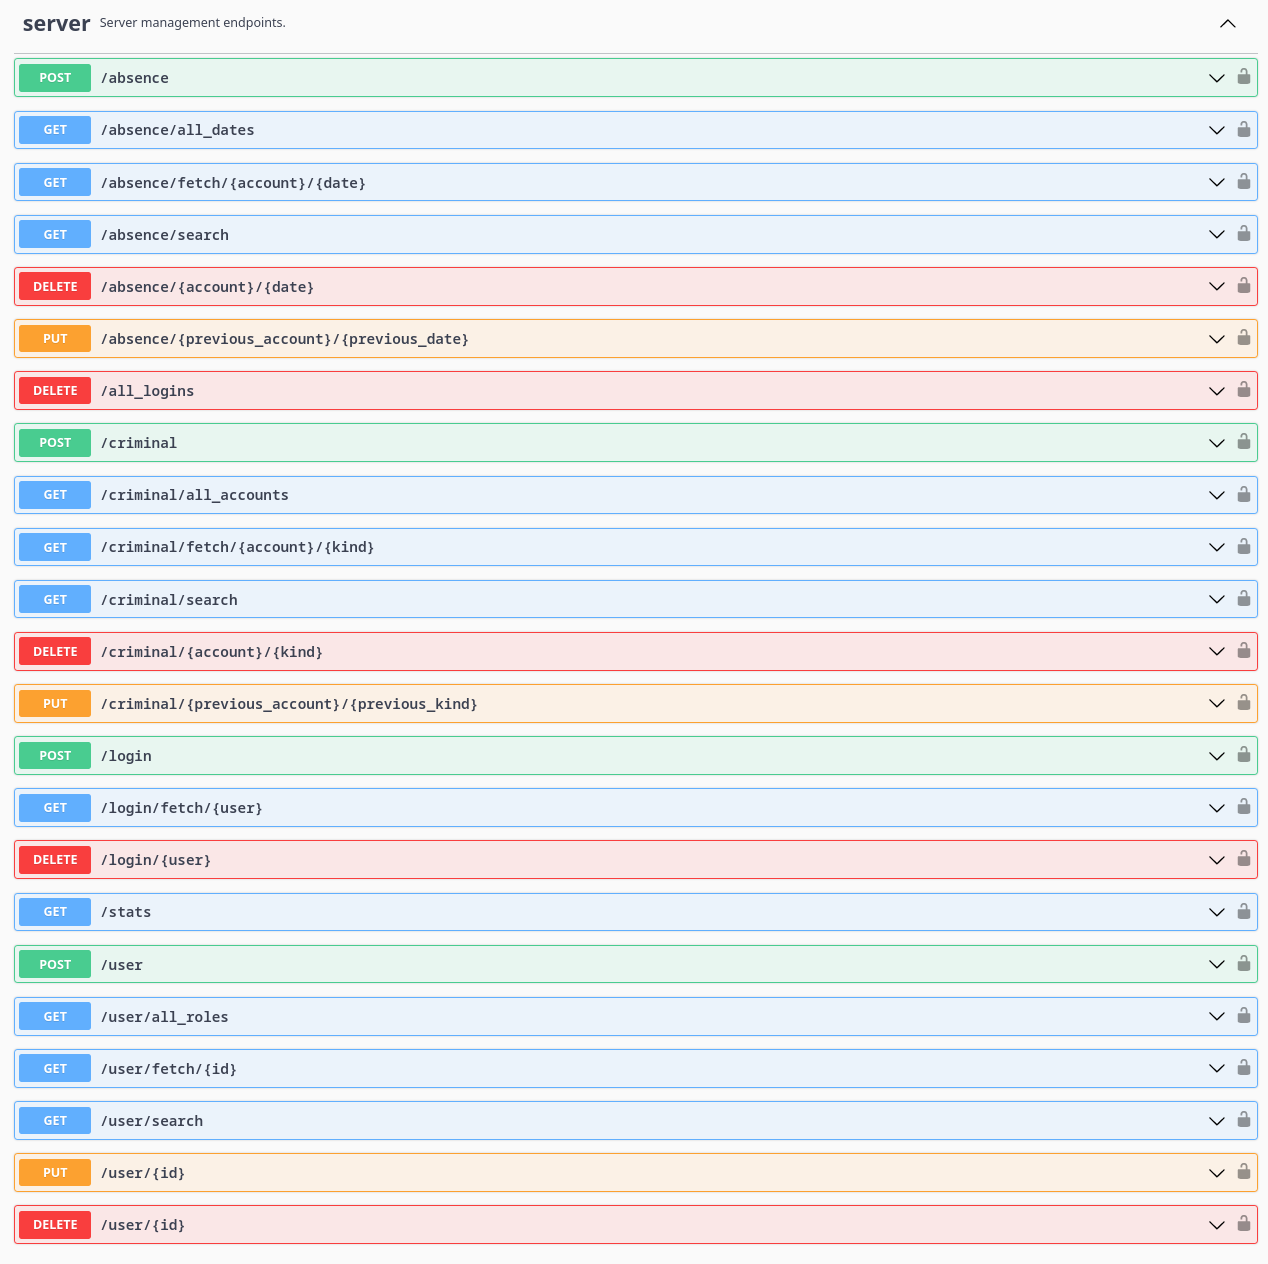 server Server management endpoints.
POST /absence
GET /absence/all_dates
GET /absence/fetch/{account}/{date}
GET /absence/search
DELETE /absence/{account}/{date}
PUT /absence/{previous_account}/{previous_date}
DELETE /all_logins
POST /criminal
GET /criminal/all_accounts
GET /criminal/fetch/{account}/{kind}
GET /criminal/search
DELETE /criminal/{account}/{kind}
PUT /criminal/{previous_account}/{previous_kind}
POST /login
GET /login/fetch/{user}
DELETE /login/{user}
GET /stats
POST /user
GET /user/all_roles
GET /user/fetch/{id}
GET /user/search
PUT /user/{id}
DELETE /user/{id}